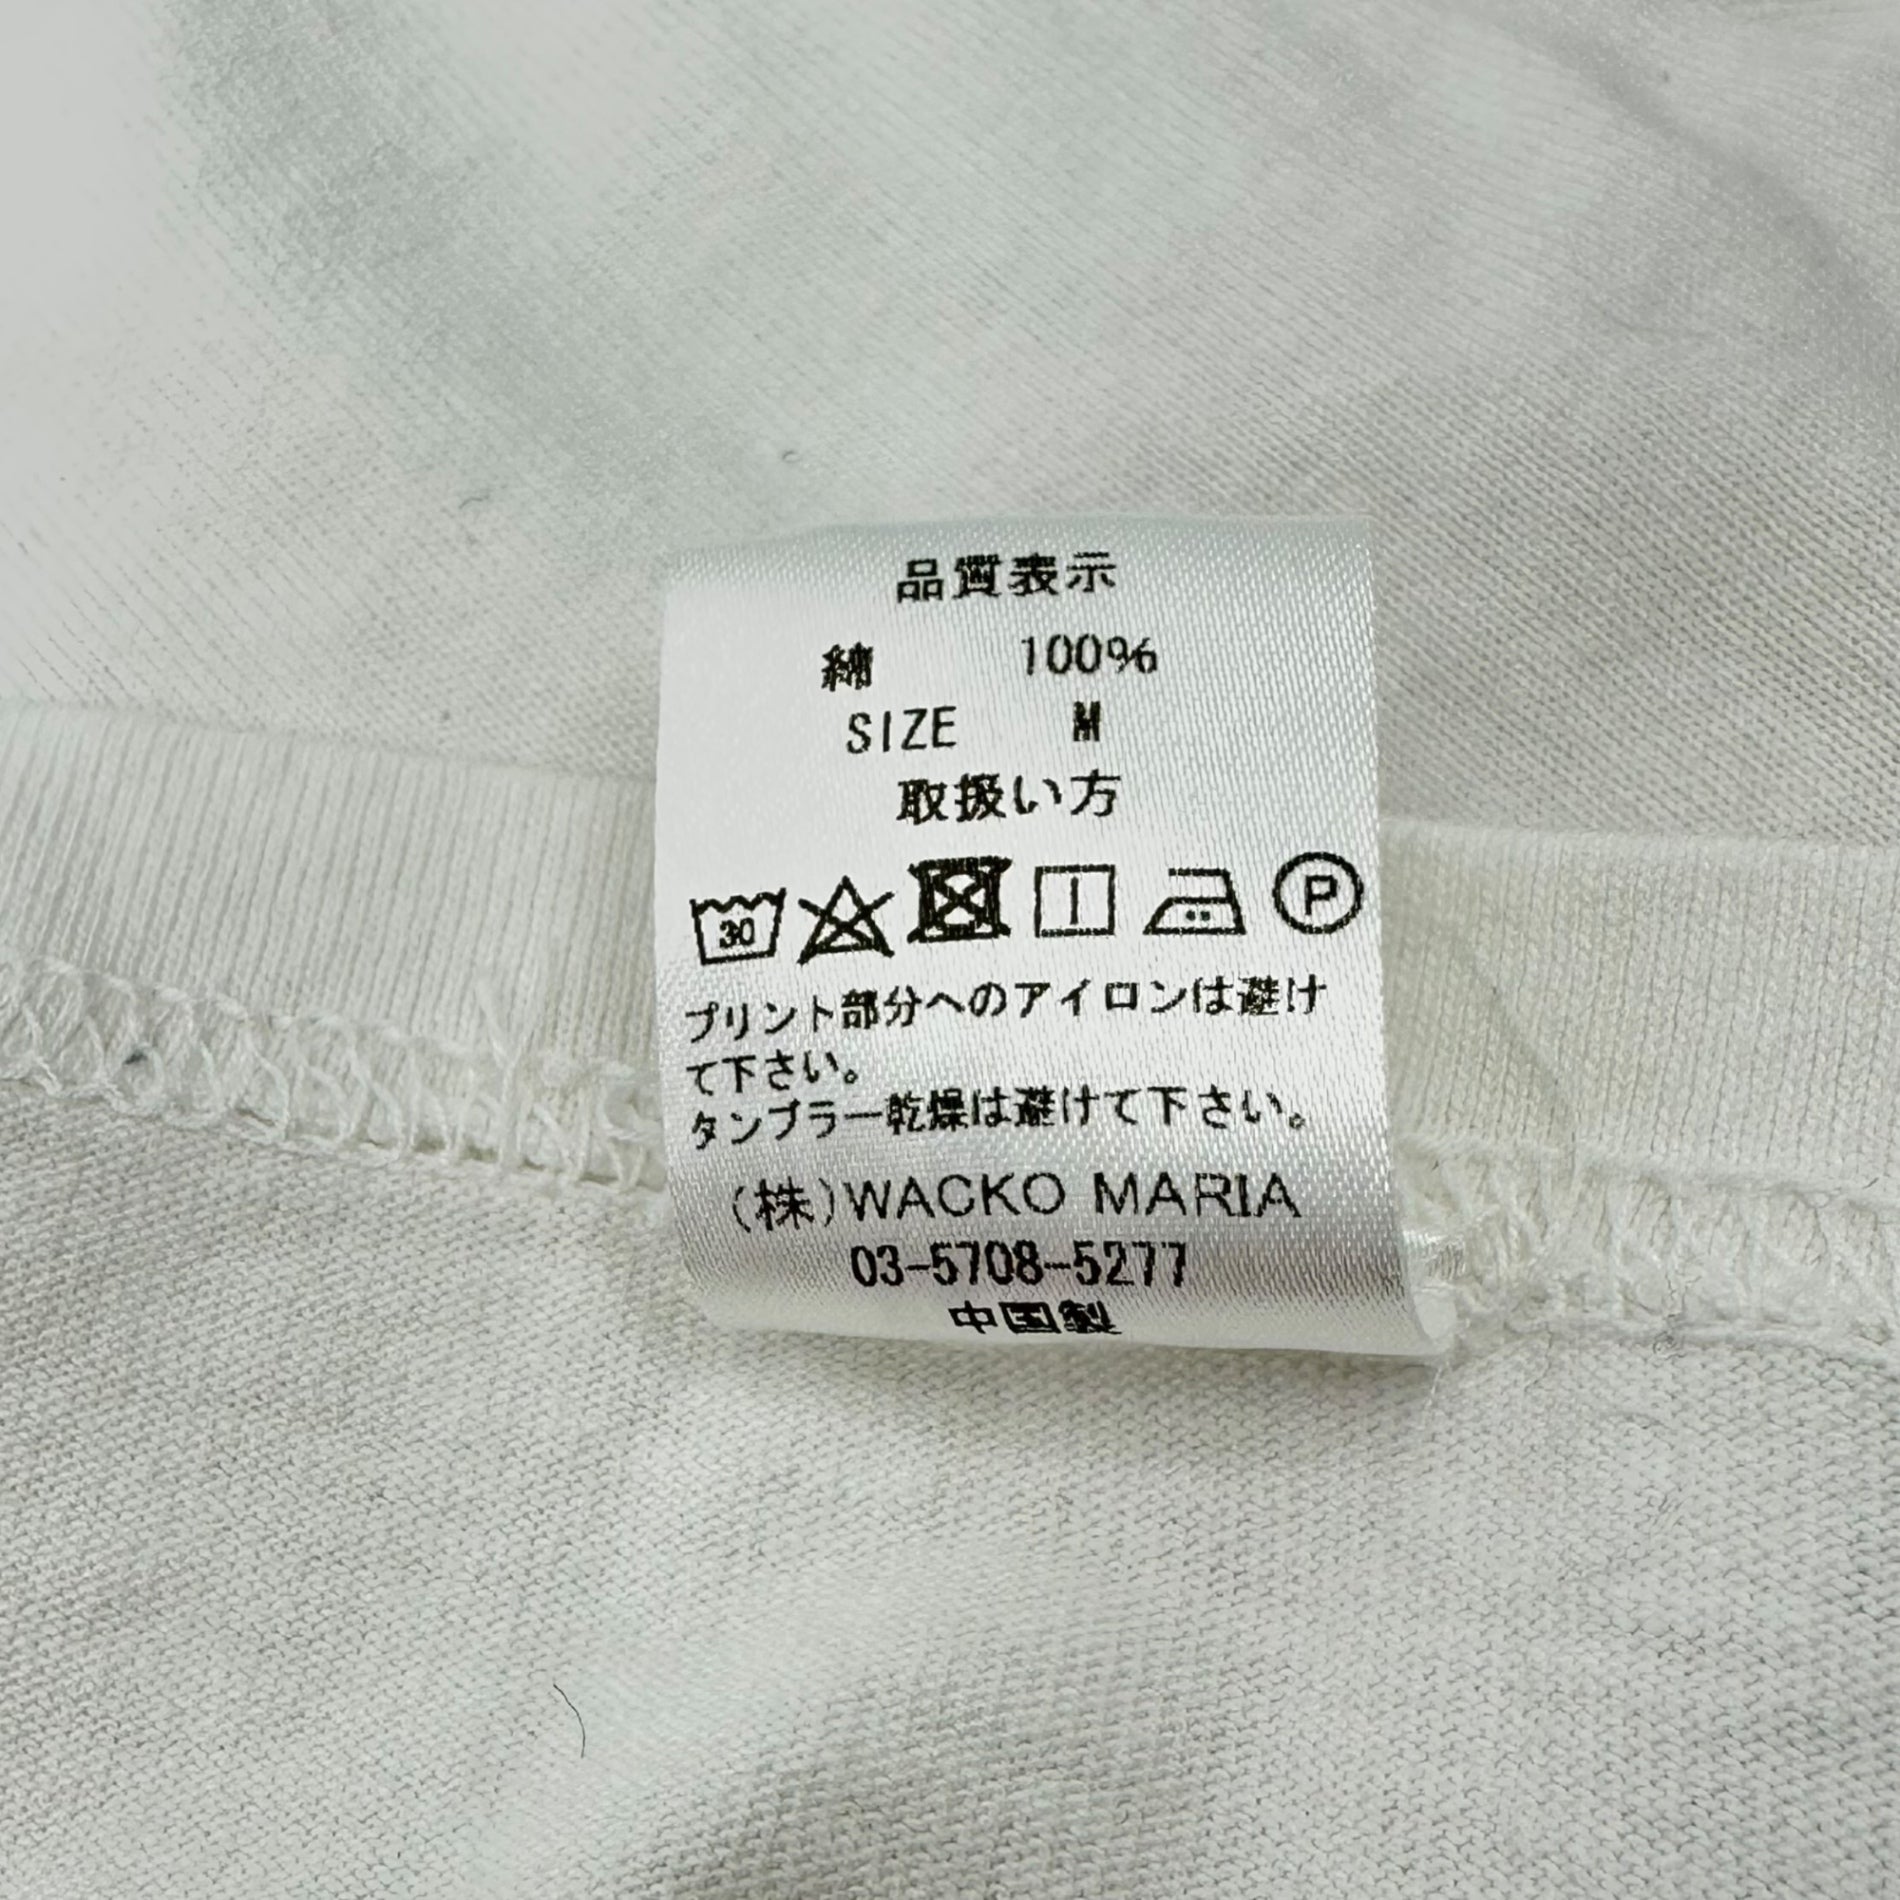 品質表示
綿 100%
SIZE M
取扱い方
30 P
プリント部分へのアイロンは避け
て下さい。
タンブラー乾燥は避けて下さい。
(株)WACKO MARIA
03-5708-5277
中国製